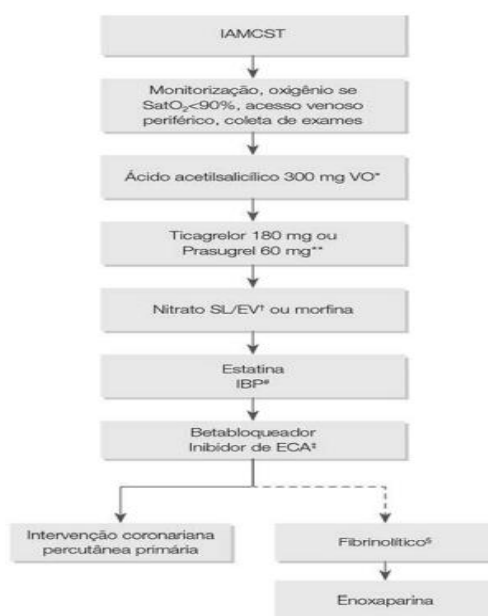 IAMCST
Monitorização, oxigênio se
SatO₂<90%, acesso venoso
periférico, coleta de exames
Ácido acetilsalicílico 300 mg VO*
Ticagrelor 180 mg ou
Prasugrel 60 mg**
Nitrato SL/EV† ou morfina
Estatina
IBP#
Betabloqueador
Inibidor de ECA‡
Intervenção coronariana
percutânea primária
Fibrinolítico§
Enoxaparina